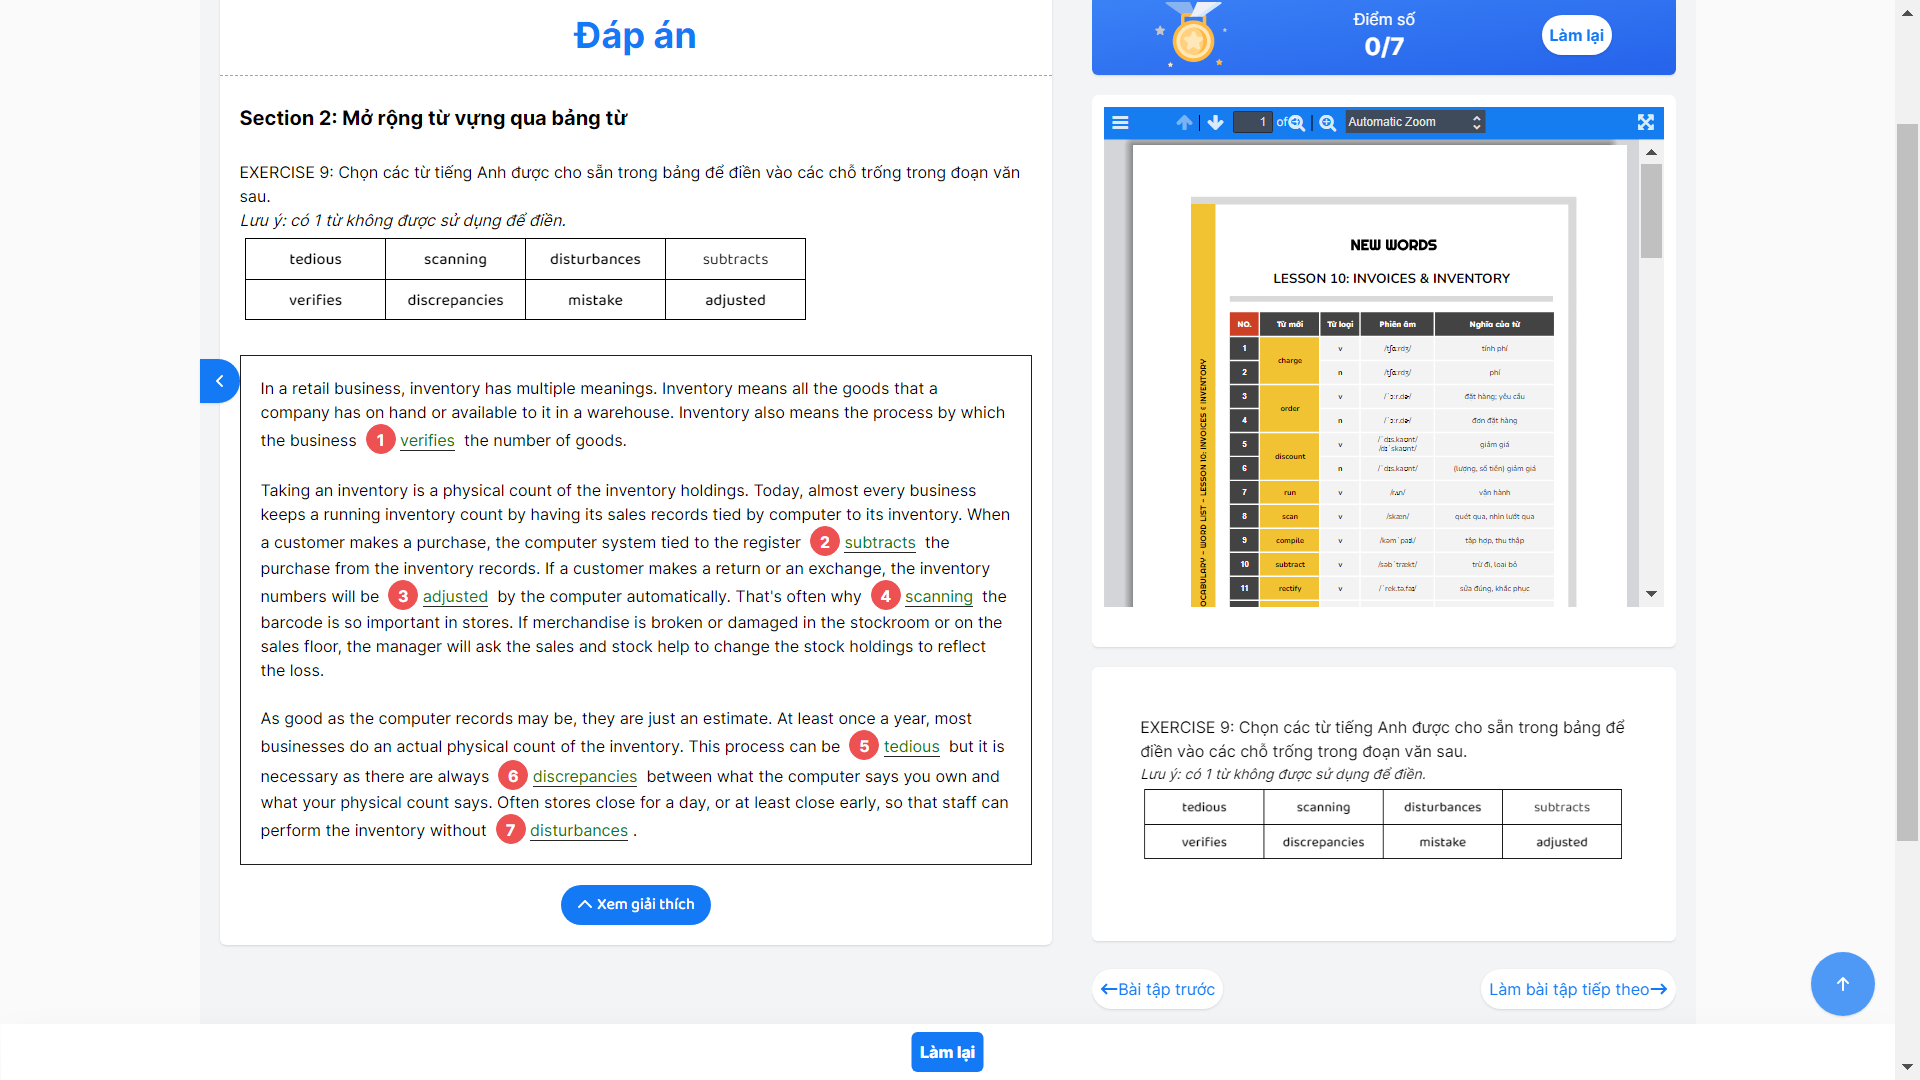 Đáp án
Section 2: Mở rộng từ vựng qua bảng từ
EXERCISE 9: Chọn các từ tiếng Anh được cho sẵn trong bảng để điền vào các chỗ trống trong đoạn văn
sau.
Lưu ý: có 1 từ không được sử dụng để điền.
tedious scanning disturbances subtracts
verifies discrepancies mistake adjusted
In a retail business, inventory has multiple meanings. Inventory means all the goods that a
company has on hand or available to it in a warehouse. Inventory also means the process by which
the business 1 verifies the number of goods.
Taking an inventory is a physical count of the inventory holdings. Today, almost every business
keeps a running inventory count by having its sales records tied by computer to its inventory. When
a customer makes a purchase, the computer system tied to the register 2 subtracts the
purchase from the inventory records. If a customer makes a return or an exchange, the inventory
numbers will be 3 adjusted by the computer automatically. That's often why 4 scanning the
barcode is so important in stores. If merchandise is broken or damaged in the stockroom or on the
sales floor, the manager will ask the sales and stock help to change the stock holdings to reflect
the loss.
As good as the computer records may be, they are just an estimate. At least once a year, most
businesses do an actual physical count of the inventory. This process can be 5 tedious but it is
necessary as there are always 6 discrepancies between what the computer says you own and
what your physical count says. Often stores close for a day, or at least close early, so that staff can
perform the inventory without 7 disturbances .
Xem giải thích
Điểm số
0/7
Làm lại
1 of Automatic Zoom
NEW WORDS
LESSON 10: INVOICES & INVENTORY
OCABULARY - WORD LIST - LESSON 10: INVOICES & INVENTORY
NO. Từ mới Từ loại Phiên âm Nghĩa của từ
1 charge v /tʃɑːrdʒ/ tính phí
2 n /tʃɑːrdʒ/ phí
3 order v /ˈɔːr.dɚ/ đặt hàng; yêu cầu
4 n /ˈɔːr.dɚ/ đơn đặt hàng
5 discount v /ˈdɪs.kaʊnt/ /dɪˈskaʊnt/ giảm giá
6 n /ˈdɪs.kaʊnt/ (lượng, số tiền) giảm giá
7 run v /rʌn/ vận hành
8 scan v /skæn/ quét qua, nhìn lướt qua
9 compile v /kəmˈpaɪl/ tập hợp, thu thập
10 subtract v /səbˈtrækt/ trừ đi, loại bỏ
11 rectify v /ˈrek.tə.faɪ/ sửa đúng, khắc phục
EXERCISE 9: Chọn các từ tiếng Anh được cho sẵn trong bảng để
điền vào các chỗ trống trong đoạn văn sau.
Lưu ý: có 1 từ không được sử dụng để điền.
tedious scanning disturbances subtracts
verifies discrepancies mistake adjusted
Bài tập trước
Làm bài tập tiếp theo
Làm lại